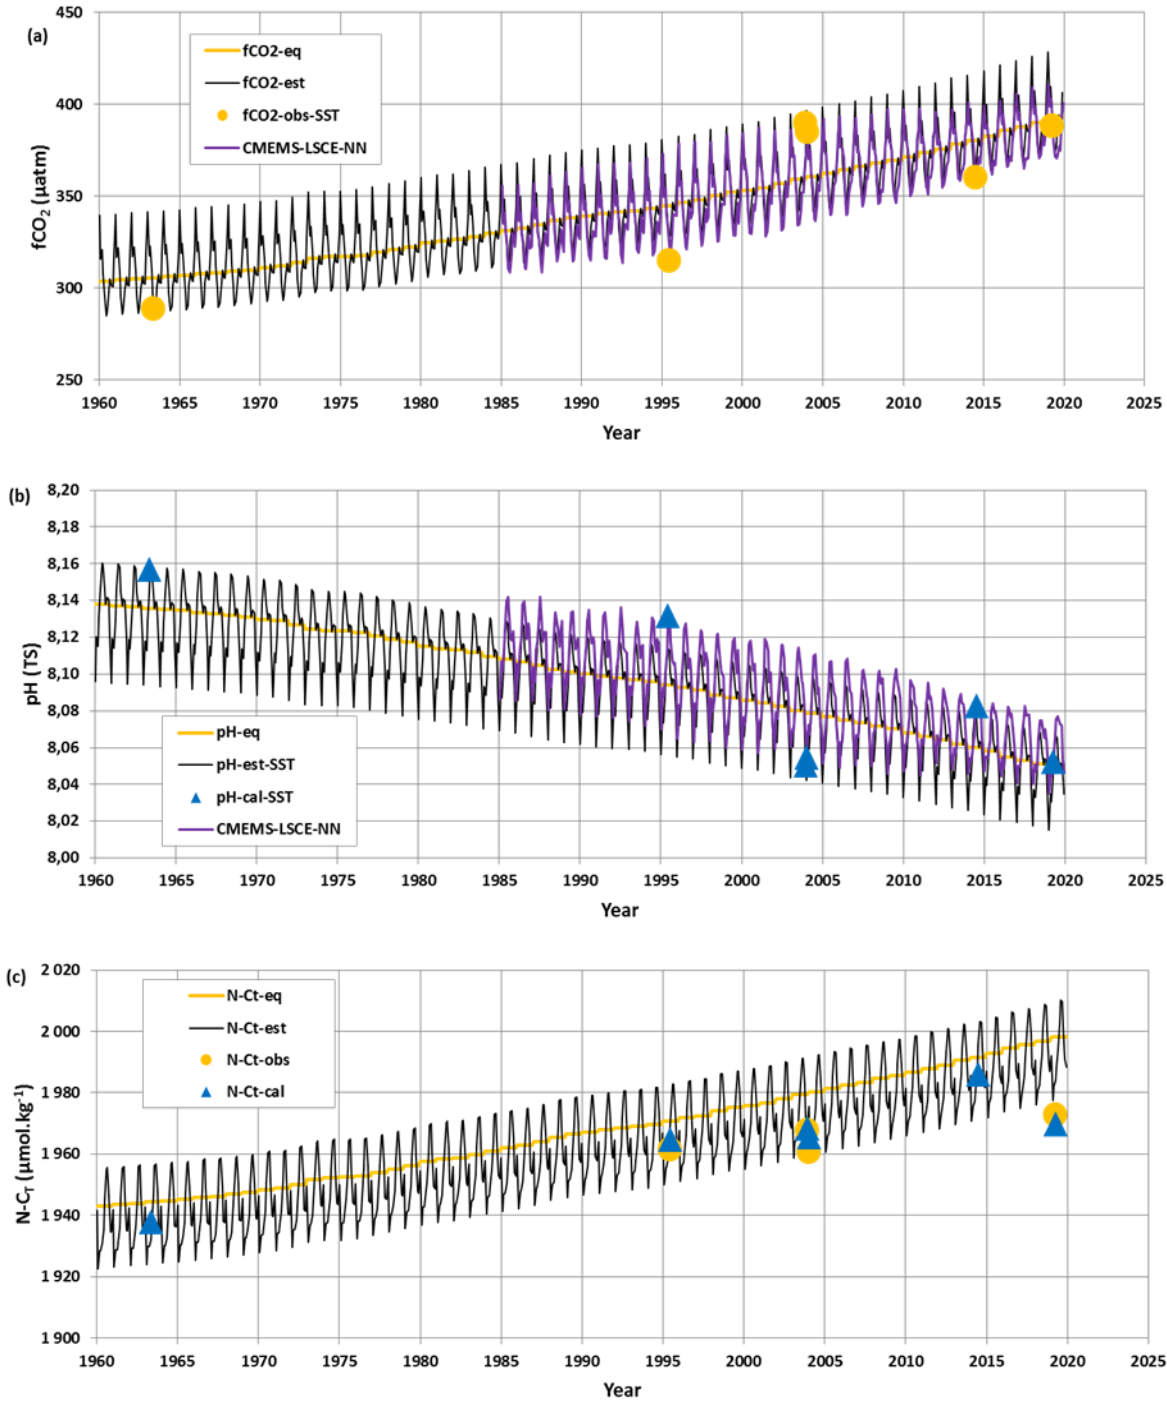 (a)
450
400
350
300
250
fCO₂ (µatm)
fCO2-eq
fCO2-est
fCO2-obs-SST
CMEMS-LSCE-NN
1960 1965 1970 1975 1980 1985 1990 1995 2000 2005 2010 2015 2020 2025
Year
(b)
8,20
8,18
8,16
8,14
8,12
8,10
8,08
8,06
8,04
8,02
8,00
pH (TS)
pH-eq
pH-est-SST
pH-cal-SST
CMEMS-LSCE-NN
1960 1965 1970 1975 1980 1985 1990 1995 2000 2005 2010 2015 2020 2025
Year
(c)
2 020
2 000
1 980
1 960
1 940
1 920
1 900
N-Cᴛ (µmol.kg⁻¹)
N-Ct-eq
N-Ct-est
N-Ct-obs
N-Ct-cal
1960 1965 1970 1975 1980 1985 1990 1995 2000 2005 2010 2015 2020 2025
Year